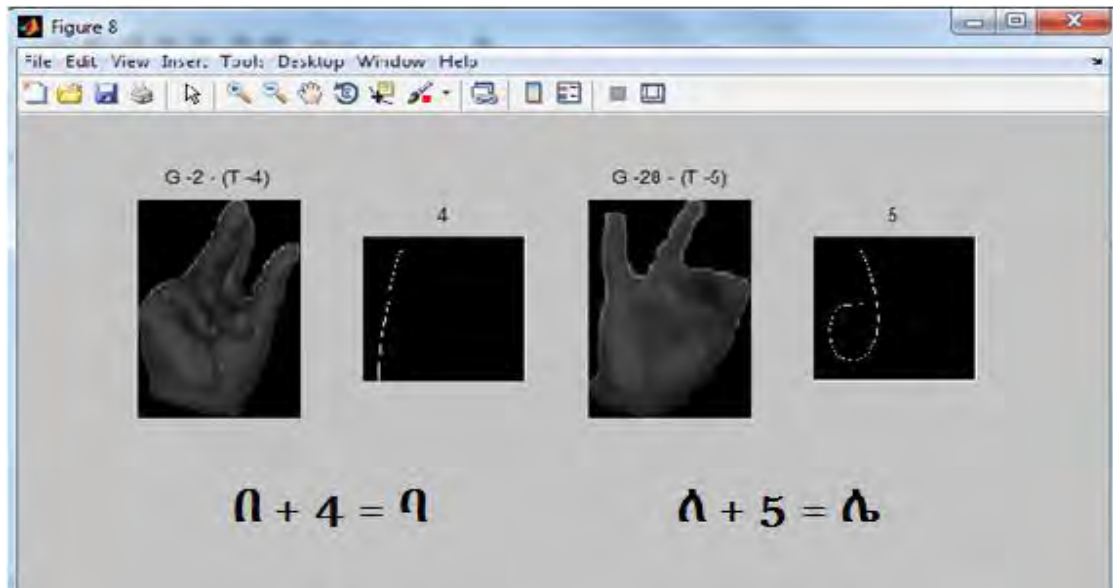 Figure 8
File Edit View Insert Tools Desktop Window Help
G -2 - (T -4)
4
G -28 - (T -5)
5
በ + 4 = ባ
ለ + 5 = ሌ